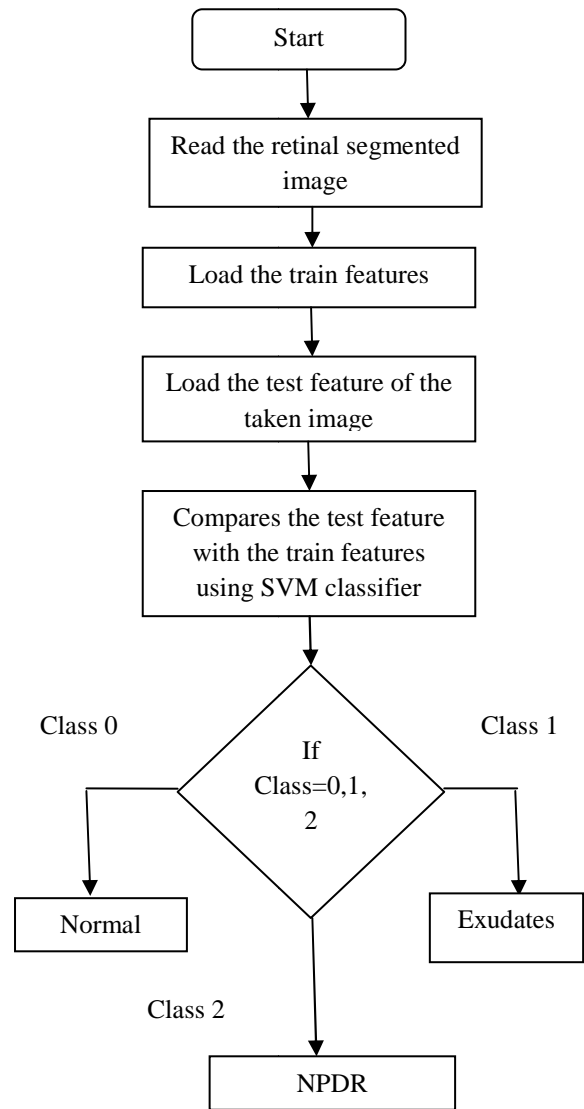 Start
Read the retinal segmented
image
Load the train features
Load the test feature of the
taken image
Compares the test feature
with the train features
using SVM classifier
Class 0
Class 1
If
Class=0,1,
2
Normal
Exudates
Class 2
NPDR